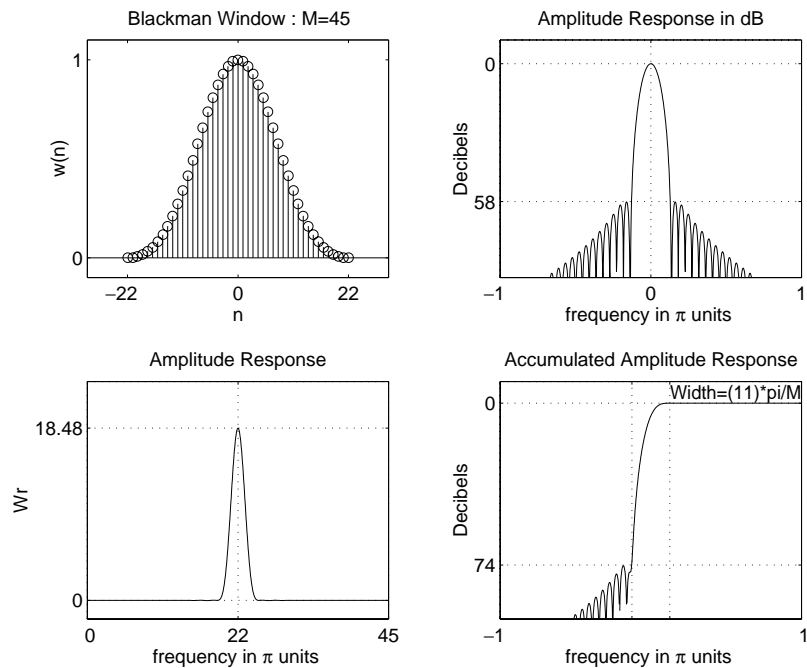 Blackman Window : M=45
1
w(n)
0
−22
0
22
n
Amplitude Response in dB
0
Decibels
58
−1
0
1
frequency in π units
Amplitude Response
18.48
Wr
0
0
22
45
frequency in π units
Accumulated Amplitude Response
Width=(11)*pi/M
0
Decibels
74
-1
1
frequency in π units